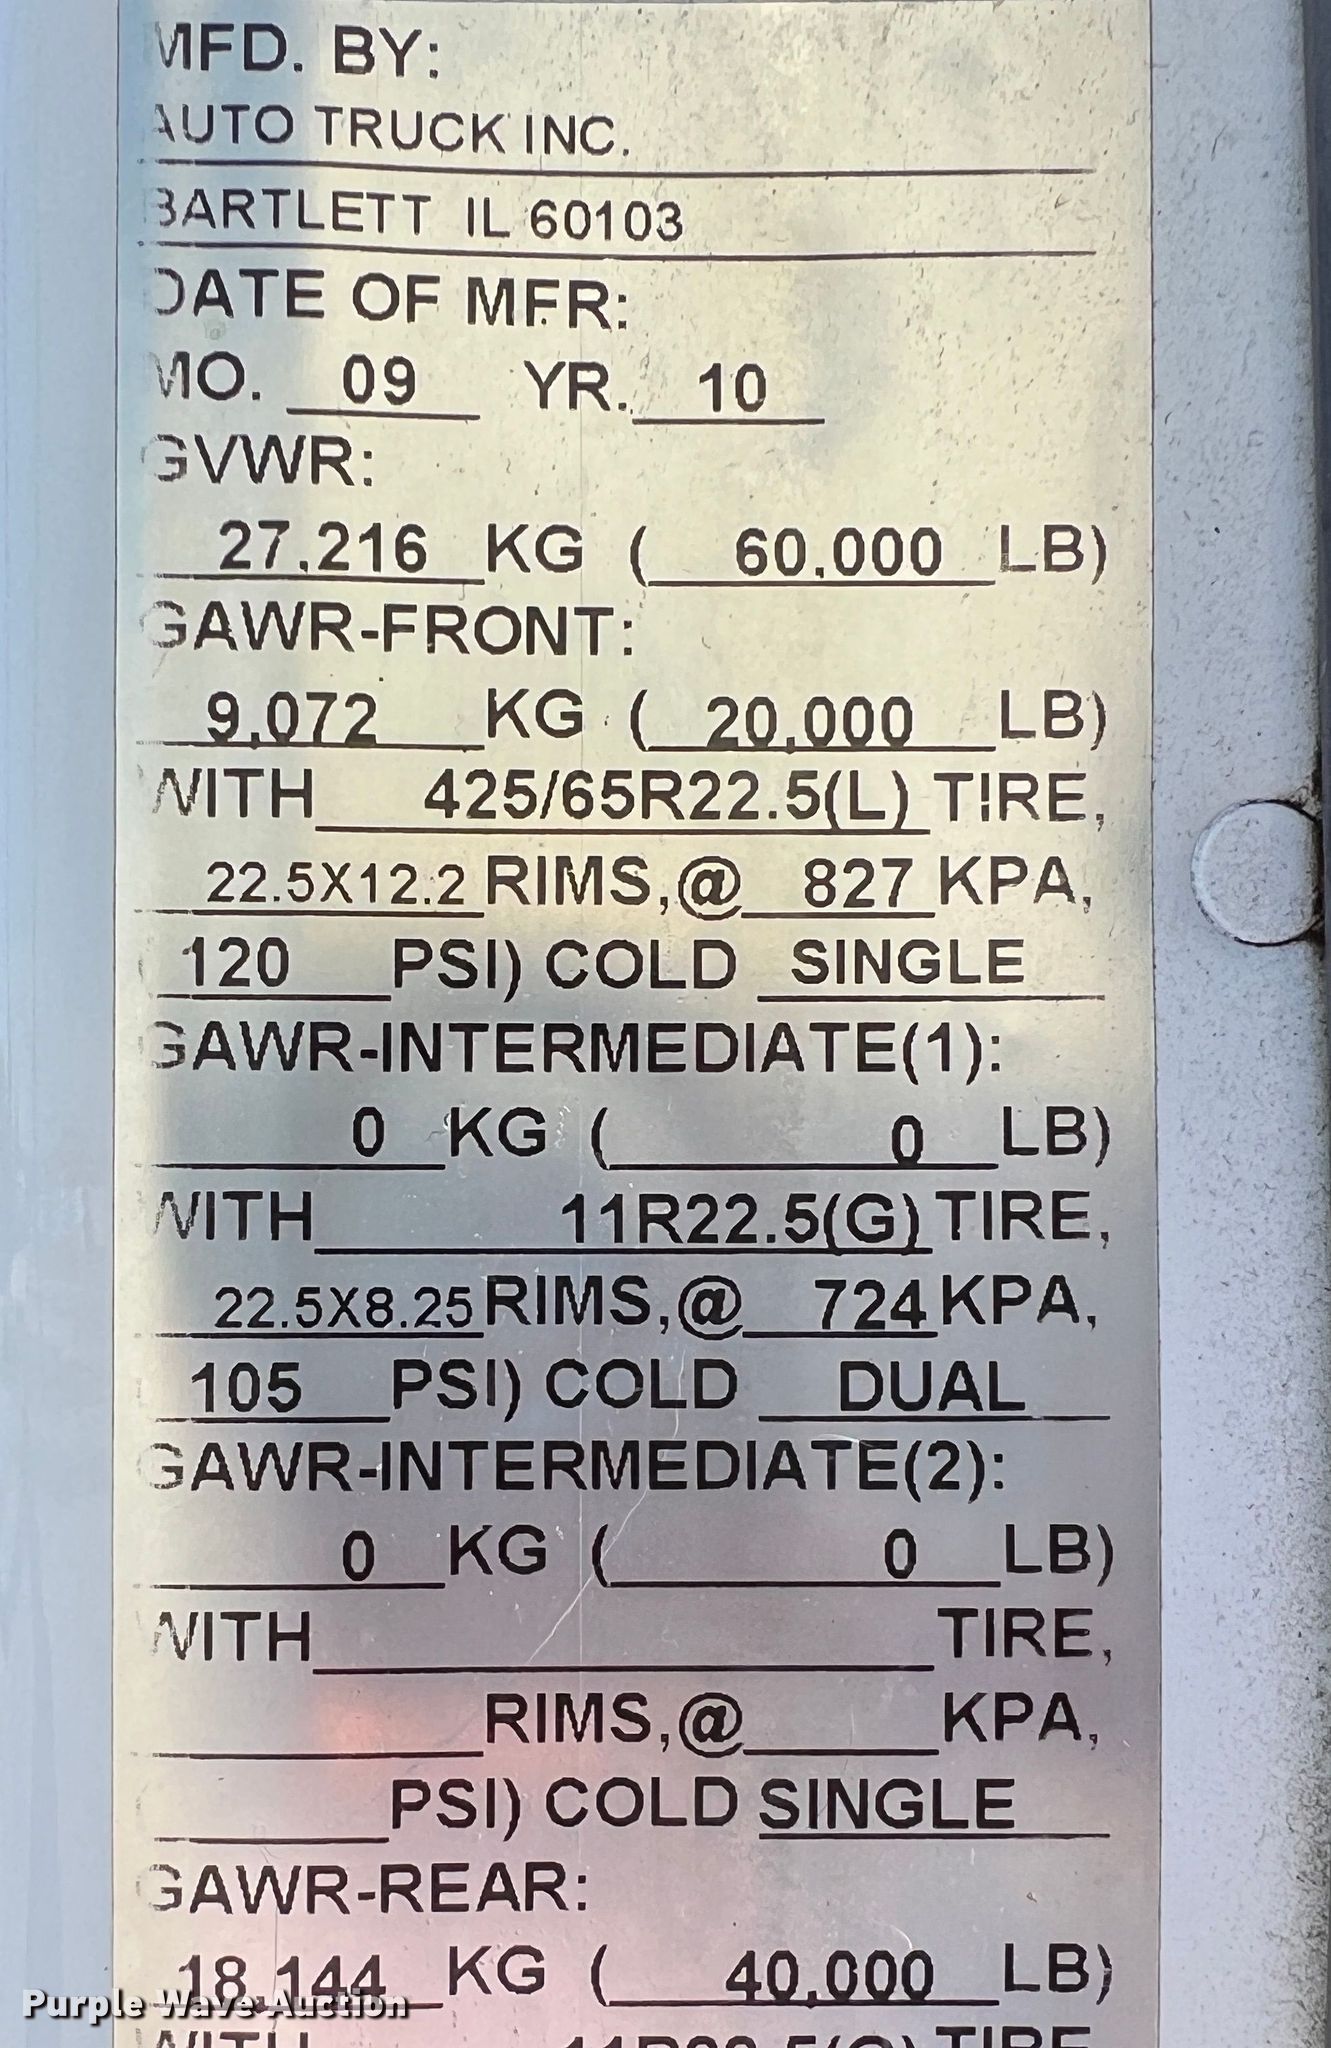 MFD. BY:
AUTO TRUCK INC.
BARTLETT IL 60103
DATE OF MFR:
MO. 09 YR. 10
GVWR:
27,216 KG ( 60,000 LB)
GAWR-FRONT:
9,072 KG ( 20,000 LB)
WITH 425/65R22.5(L) TIRE,
22.5X12.2 RIMS,@ 827 KPA,
120 PSI) COLD SINGLE
GAWR-INTERMEDIATE(1):
0 KG ( 0 LB)
WITH 11R22.5(G) TIRE,
22.5X8.25 RIMS,@ 724 KPA,
105 PSI) COLD DUAL
GAWR-INTERMEDIATE(2):
0 KG ( 0 LB)
WITH TIRE,
RIMS,@ KPA,
PSI) COLD SINGLE
GAWR-REAR:
18,144 KG ( 40,000 LB)
Purple Wave Auction
WITH 11R22.5(G) TIRE